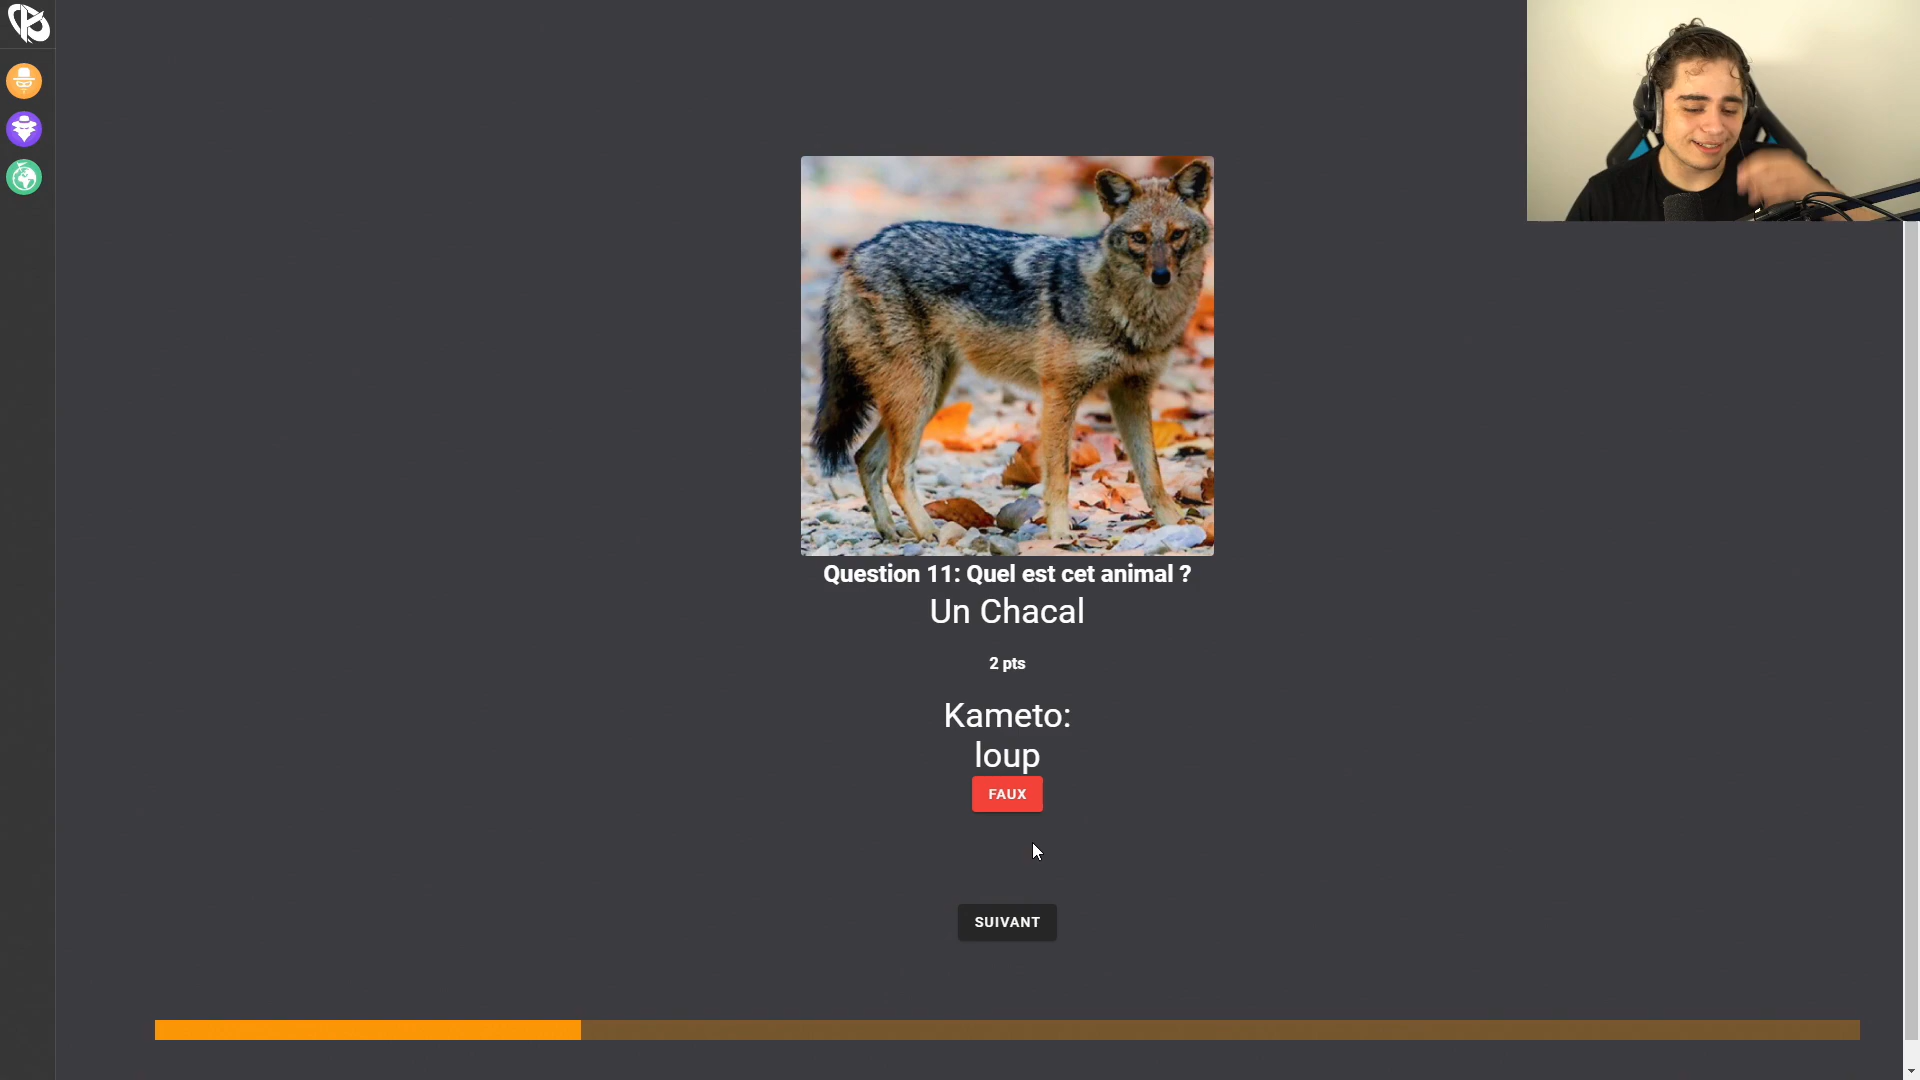 Question 11: Quel est cet animal ?
Un Chacal
2 pts
Kameto:
loup
FAUX
SUIVANT